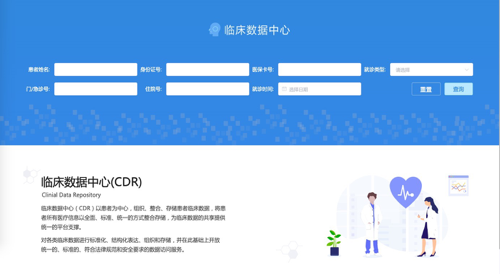 临床数据中心
患者姓名:
身份证号:
医保卡号:
就诊类型:
请选择
门/急诊号:
住院号:
就诊时间:
选择日期
重置
查询
临床数据中心(CDR)
Clinial Data Repository
临床数据中心（CDR）以患者为中心，组织、整合、存储患者临床数据，将患
者所有医疗信息以全面、标准、统一的方式整合存储，为临床数据的共享提供
统一的平台支撑。
对各类临床数据进行标准化、结构化表达、组织和存储，并在此基础上开放
统一的、标准的、符合法律规范和安全要求的数据访问服务。